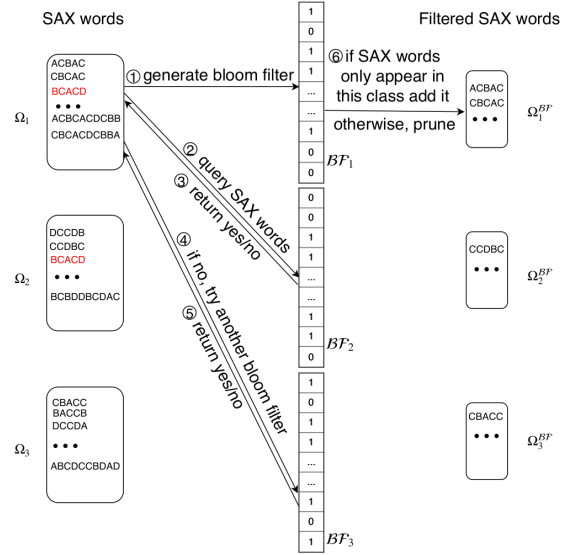 SAX words
Filtered SAX words
ACBAC
CBCAC
BCACD
•••
ACBCACDCBB
CBCACDCBBA
Ω1
① generate bloom filter
② query SAX words
③ return yes/no
④ if no, try another bloom filter
⑤ return yes/no
⑥ if SAX words
only appear in
this class add it
otherwise, prune
1
0
1
1
...
...
1
0
0
BF1
ACBAC
CBCAC
•••
Ω1^BF
DCCDB
CCDBC
BCACD
•••
BCBDDBCDAC
Ω2
0
0
1
1
...
...
1
1
0
BF2
CCDBC
•••
Ω2^BF
CBACC
BACCB
DCCDA
•••
ABCDCCBDAD
Ω3
1
0
1
1
...
...
1
0
1
BF3
CBACC
•••
Ω3^BF